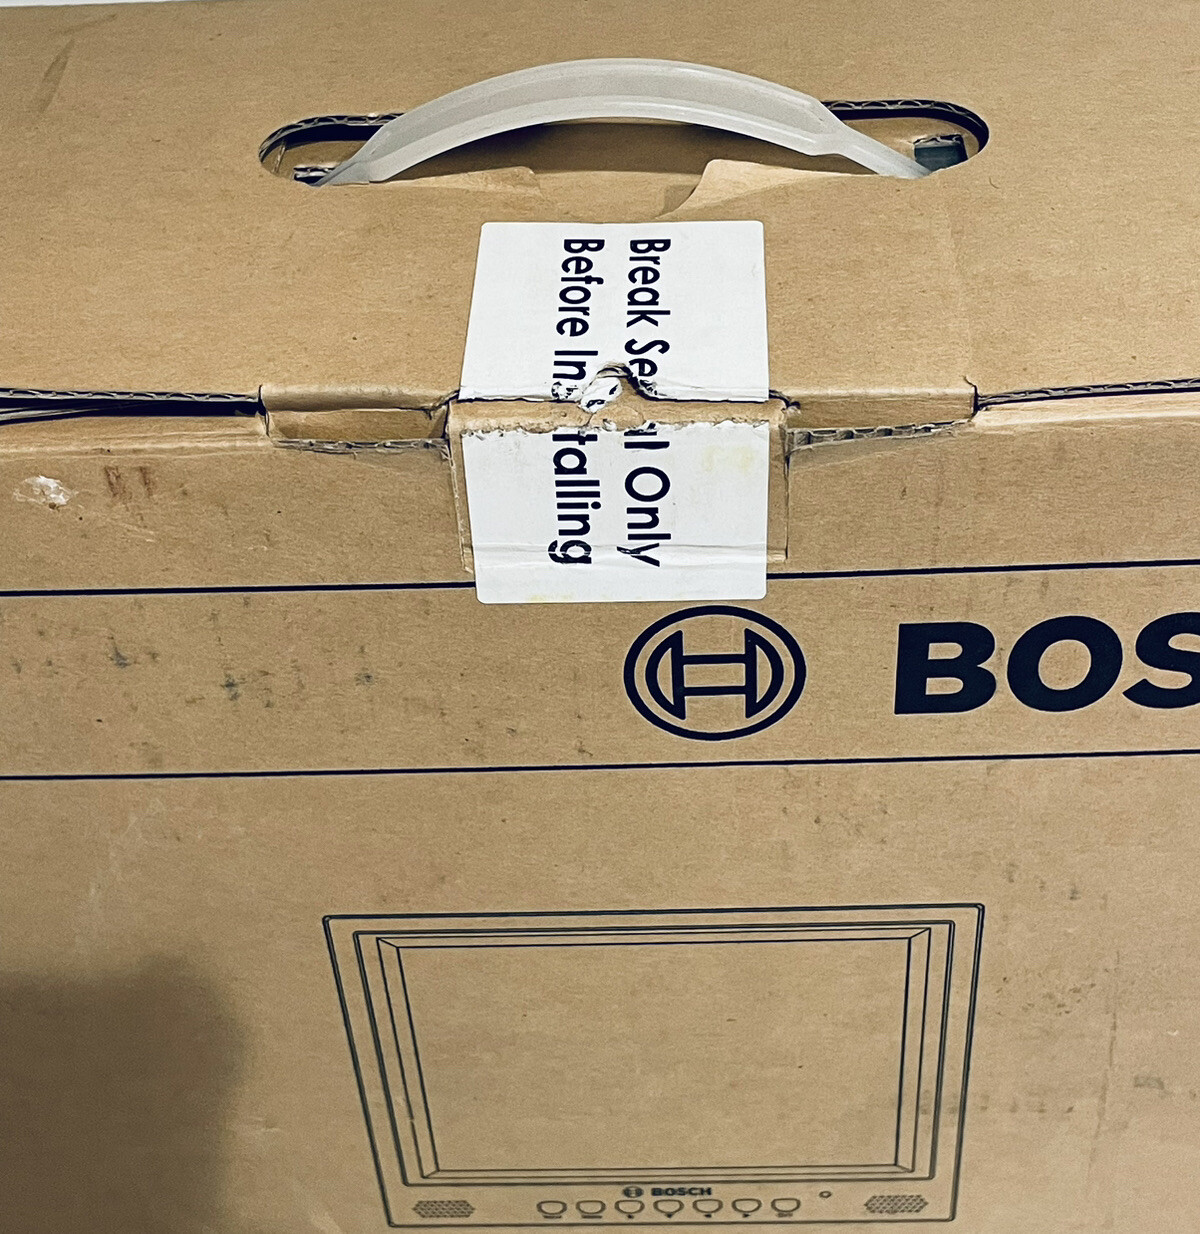 Break Seal Only
Before Installing
BOS
BOSCH